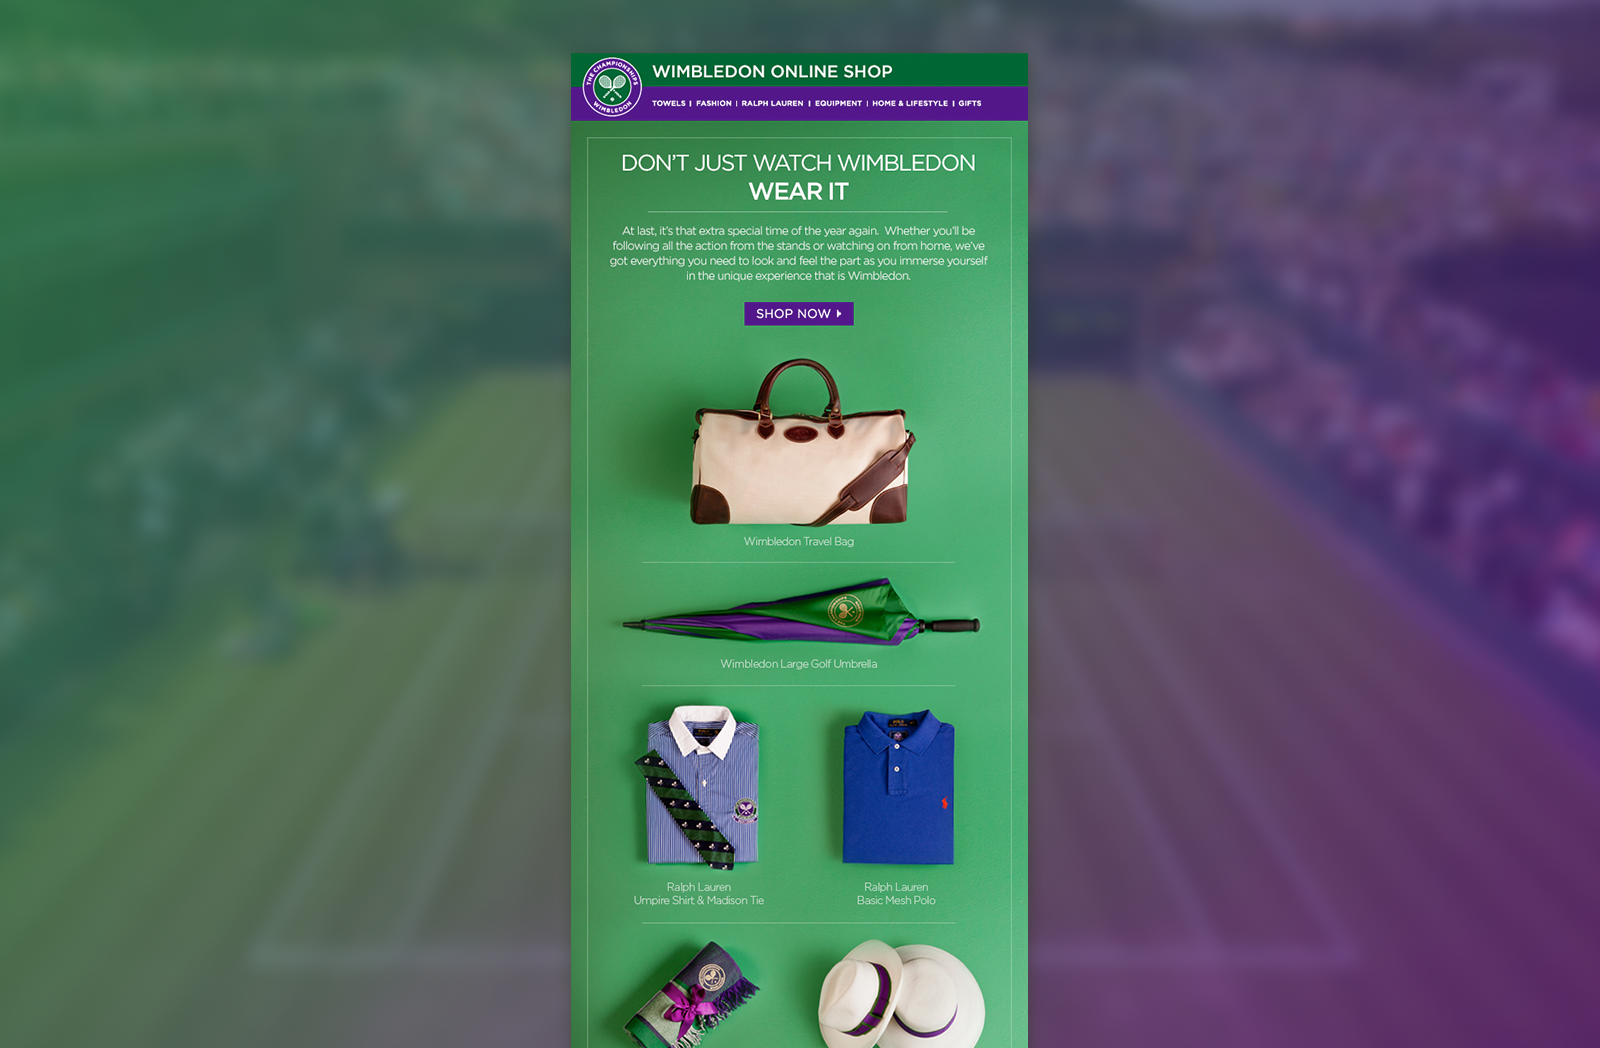 THE CHAMPIONSHIPS
WIMBLEDON
WIMBLEDON ONLINE SHOP
TOWELS | FASHION | RALPH LAUREN | EQUIPMENT | HOME & LIFESTYLE | GIFTS
DON'T JUST WATCH WIMBLEDON
WEAR IT
At last, it's that extra special time of the year again. Whether you'll be
following all the action from the stands or watching on from home, we've
got everything you need to look and feel the part as you immerse yourself
in the unique experience that is Wimbledon.
SHOP NOW
Wimbledon Travel Bag
Wimbledon Large Golf Umbrella
POLO
Ralph Lauren
Umpire Shirt & Madison Tie
Ralph Lauren
Basic Mesh Polo